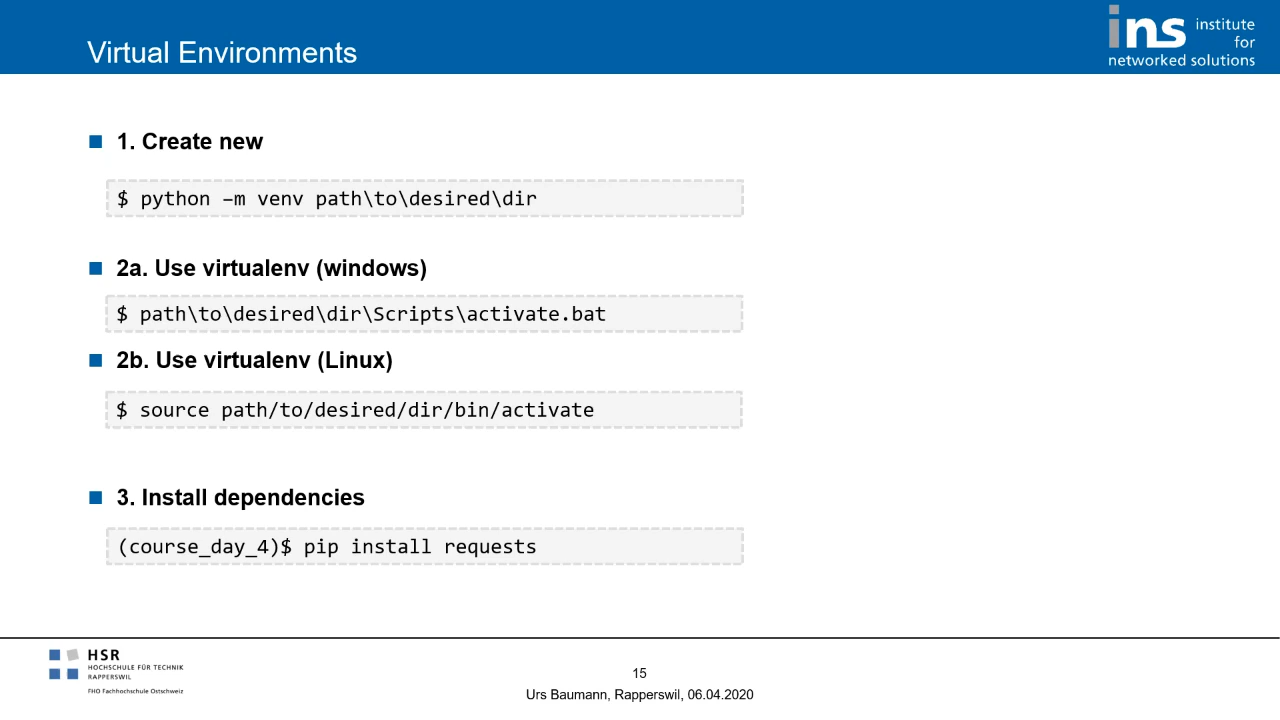 Virtual Environments
ins institute
for
networked solutions
1. Create new
$ python –m venv path\to\desired\dir
2a. Use virtualenv (windows)
$ path\to\desired\dir\Scripts\activate.bat
2b. Use virtualenv (Linux)
$ source path/to/desired/dir/bin/activate
3. Install dependencies
(course_day_4)$ pip install requests
HSR
HOCHSCHULE FÜR TECHNIK
RAPPERSWIL
FHO Fachhochschule Ostschweiz
15
Urs Baumann, Rapperswil, 06.04.2020